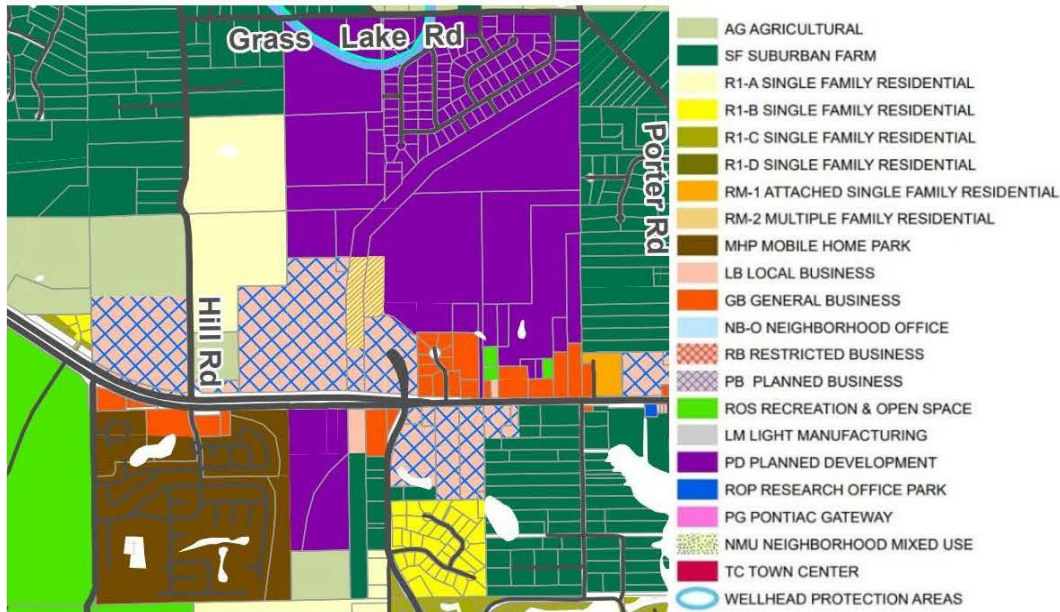 Grass Lake Rd
Porter Rd
Hill Rd
AG AGRICULTURAL
SF SUBURBAN FARM
R1-A SINGLE FAMILY RESIDENTIAL
R1-B SINGLE FAMILY RESIDENTIAL
R1-C SINGLE FAMILY RESIDENTIAL
R1-D SINGLE FAMILY RESIDENTIAL
RM-1 ATTACHED SINGLE FAMILY RESIDENTIAL
RM-2 MULTIPLE FAMILY RESIDENTIAL
MHP MOBILE HOME PARK
LB LOCAL BUSINESS
GB GENERAL BUSINESS
NB-O NEIGHBORHOOD OFFICE
RB RESTRICTED BUSINESS
PB PLANNED BUSINESS
ROS RECREATION & OPEN SPACE
LM LIGHT MANUFACTURING
PD PLANNED DEVELOPMENT
ROP RESEARCH OFFICE PARK
PG PONTIAC GATEWAY
NMU NEIGHBORHOOD MIXED USE
TC TOWN CENTER
WELLHEAD PROTECTION AREAS